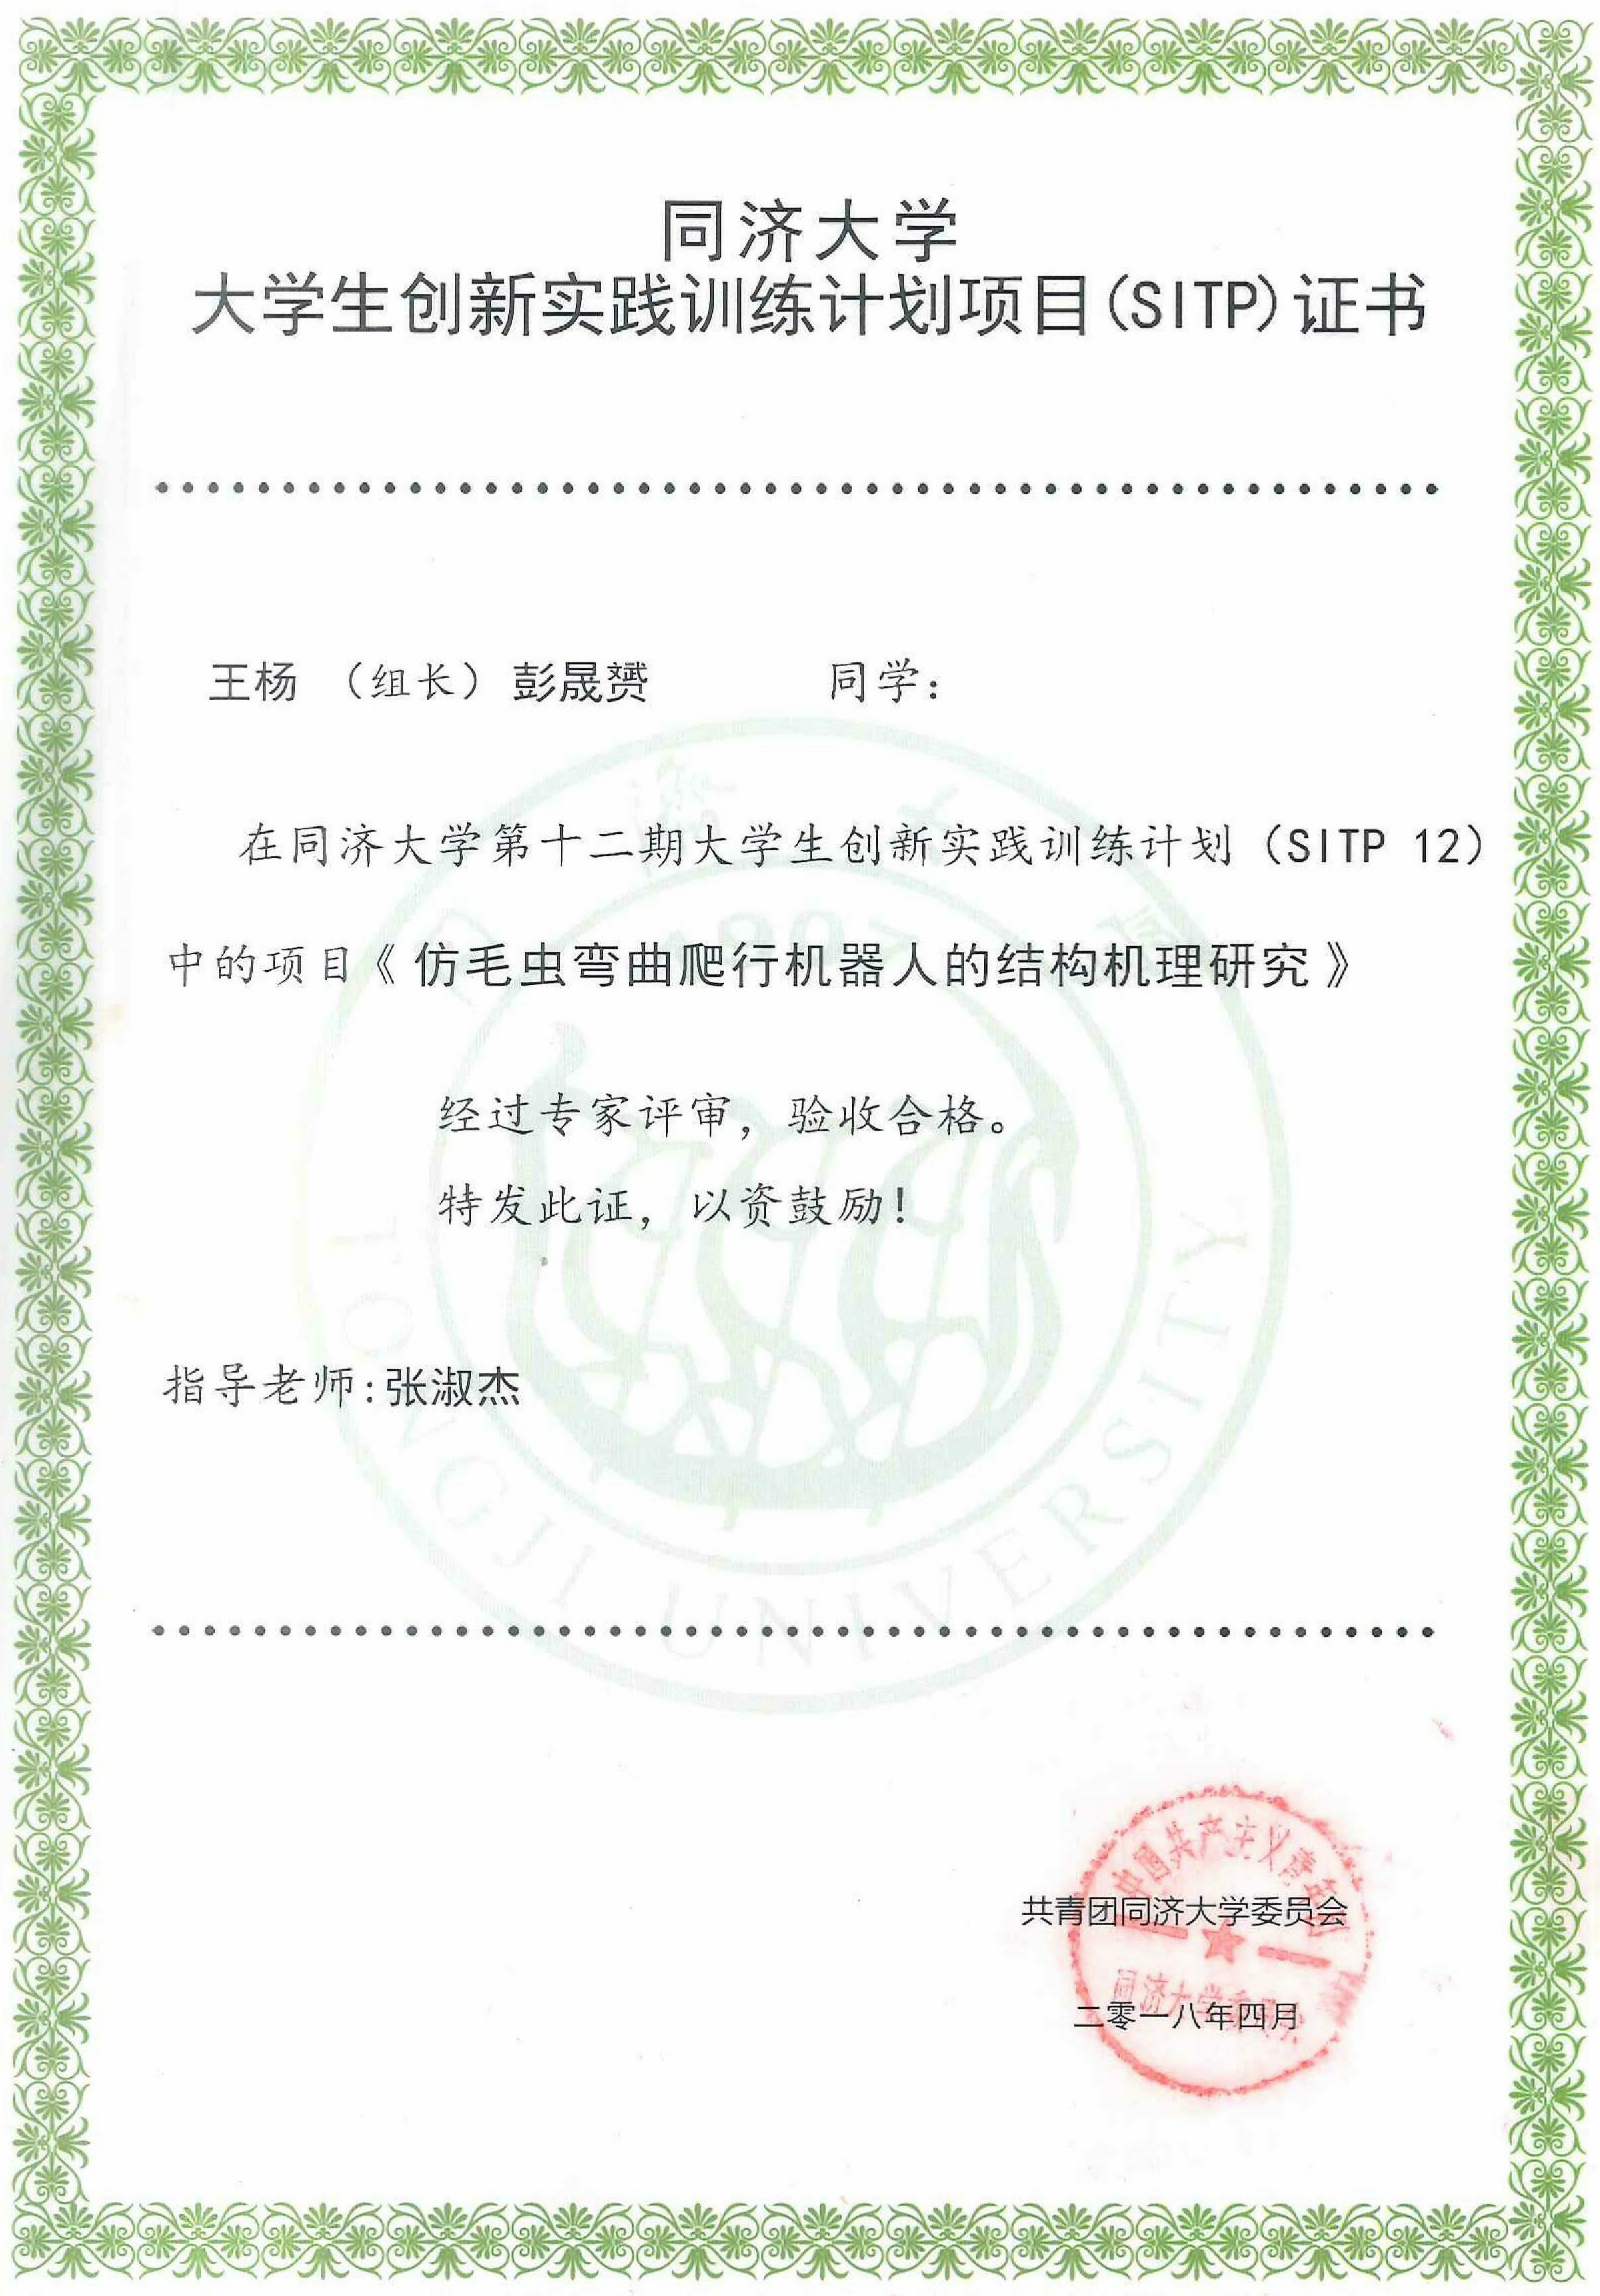 同济大学
大学生创新实践训练计划项目(SITP)证书
王杨 （组长）彭晟赟 同学：
在同济大学第十二期大学生创新实践训练计划（SITP 12）
中的项目《仿毛虫弯曲爬行机器人的结构机理研究》
经过专家评审，验收合格。
特发此证，以资鼓励！
指导老师:张淑杰
TONGJI UNIVERSITY
中国共产主义青年团
共青团同济大学委员会
同济大学委员会
二零一八年四月